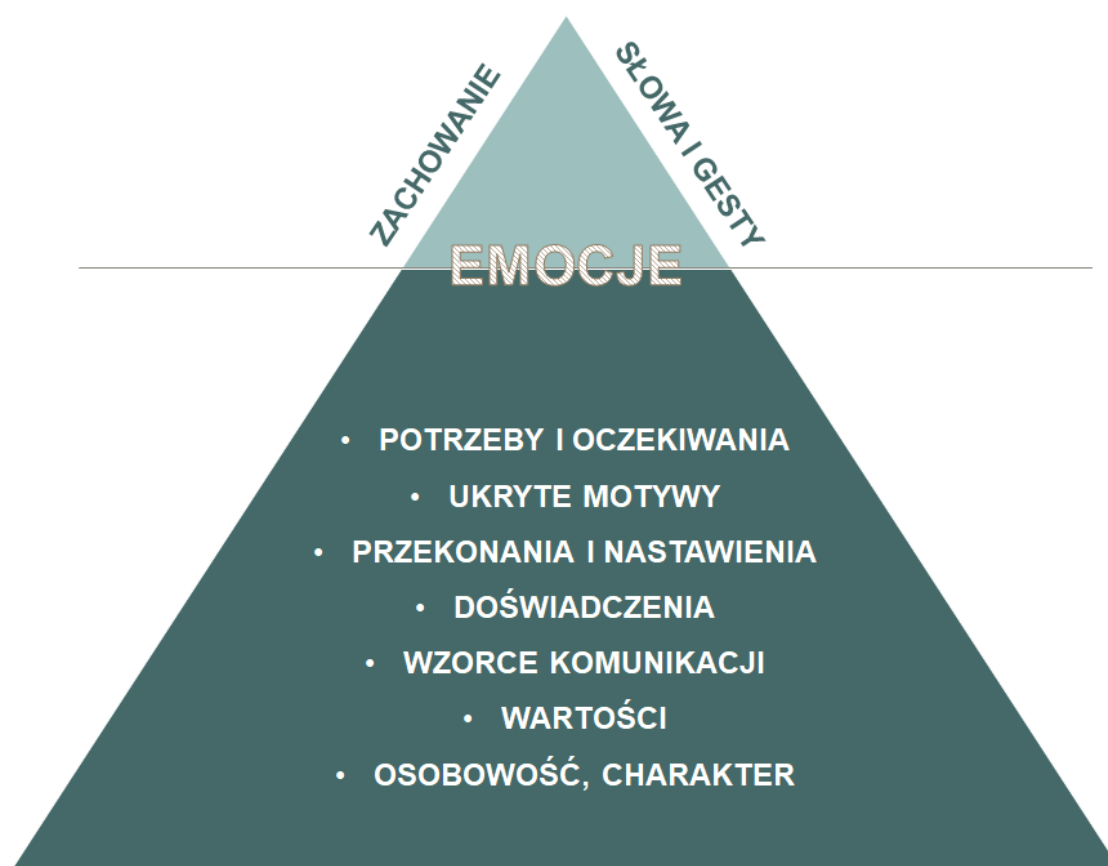 ZACHOWANIE
SŁOWA I GESTY
EMOCJE
• POTRZEBY I OCZEKIWANIA
• UKRYTE MOTYWY
• PRZEKONANIA I NASTAWIENIA
• DOŚWIADCZENIA
• WZORCE KOMUNIKACJI
• WARTOŚCI
• OSOBOWOŚĆ, CHARAKTER